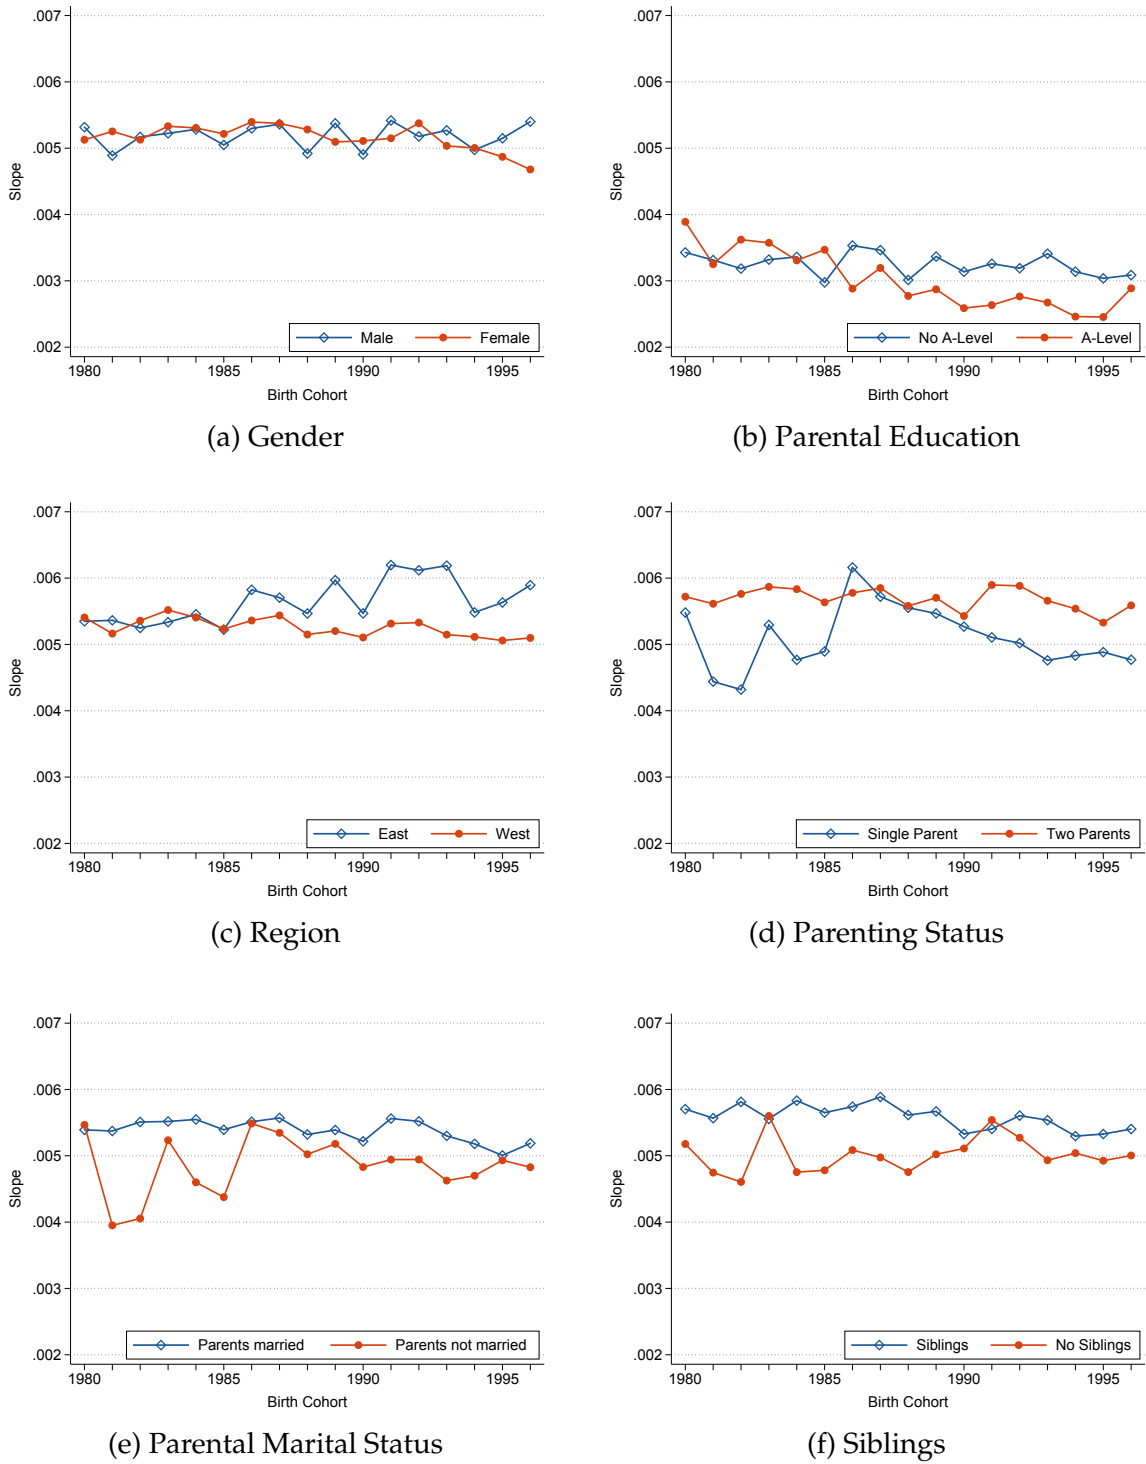 .007
.006
.005
.004
.003
.002
Slope
1980 1985 1990 1995
Birth Cohort
Male Female
(a) Gender
.007
.006
.005
.004
.003
.002
Slope
1980 1985 1990 1995
Birth Cohort
No A-Level A-Level
(b) Parental Education
.007
.006
.005
.004
.003
.002
Slope
1980 1985 1990 1995
Birth Cohort
East West
(c) Region
.007
.006
.005
.004
.003
.002
Slope
1980 1985 1990 1995
Birth Cohort
Single Parent Two Parents
(d) Parenting Status
.007
.006
.005
.004
.003
.002
Slope
1980 1985 1990 1995
Birth Cohort
Parents married Parents not married
(e) Parental Marital Status
.007
.006
.005
.004
.003
.002
Slope
1980 1985 1990 1995
Birth Cohort
Siblings No Siblings
(f) Siblings